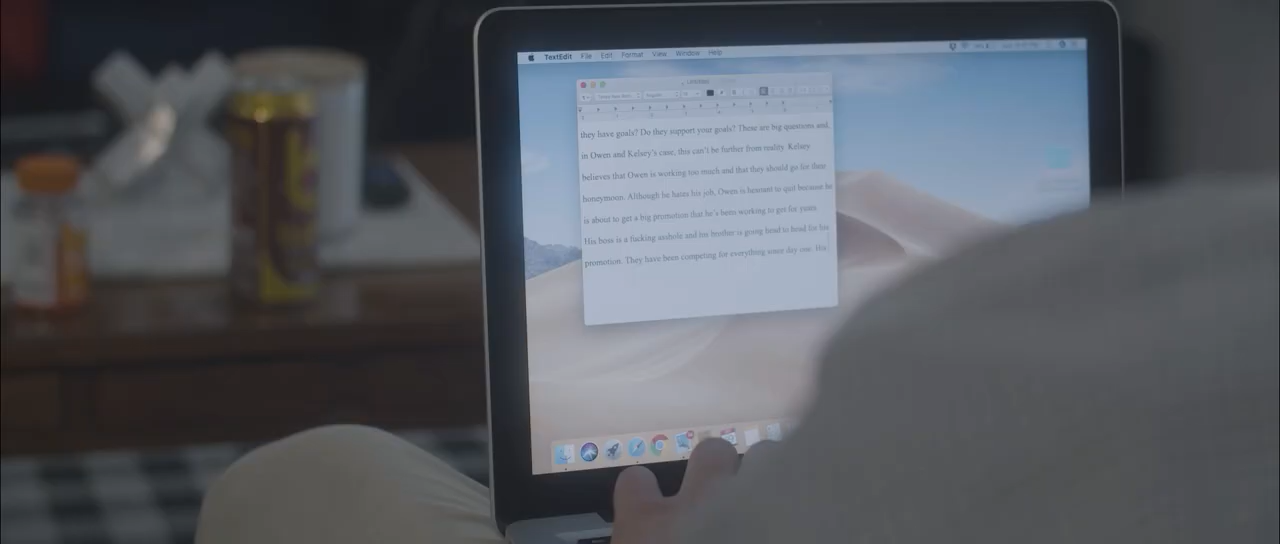 TextEdit File Edit Format View Window Help
Untitled
they have goals? Do they support your goals? These are big questions and,
in Owen and Kelsey's case, this can't be further from reality. Kelsey
believes that Owen is working too much and that they should go for their
honeymoon. Although he hates his job, Owen is hesitant to quit because he
is about to get a big promotion that he's been working to get for years.
His boss is a fucking asshole and his brother is going head to head for his
promotion. They have been competing for everything since day one. His